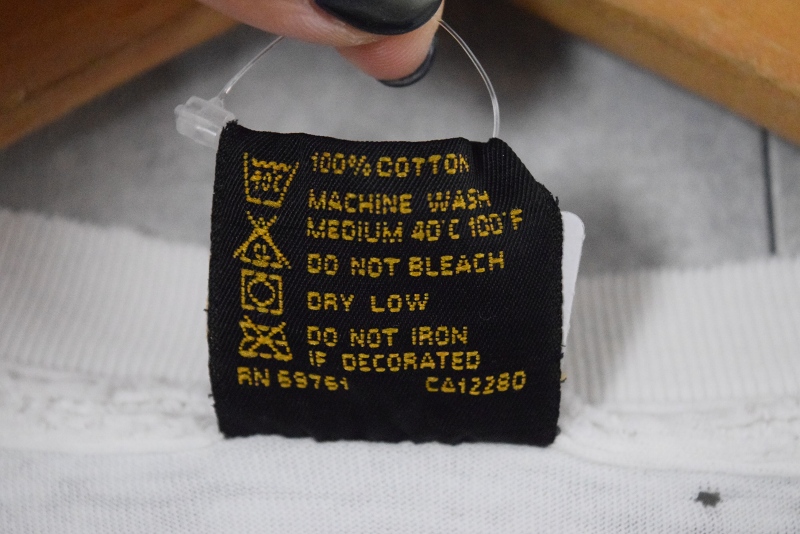 100% COTTON
MACHINE WASH
MEDIUM 40°C 100°F
DO NOT BLEACH
DRY LOW
DO NOT IRON
IF DECORATED
RN 69761 CA12280